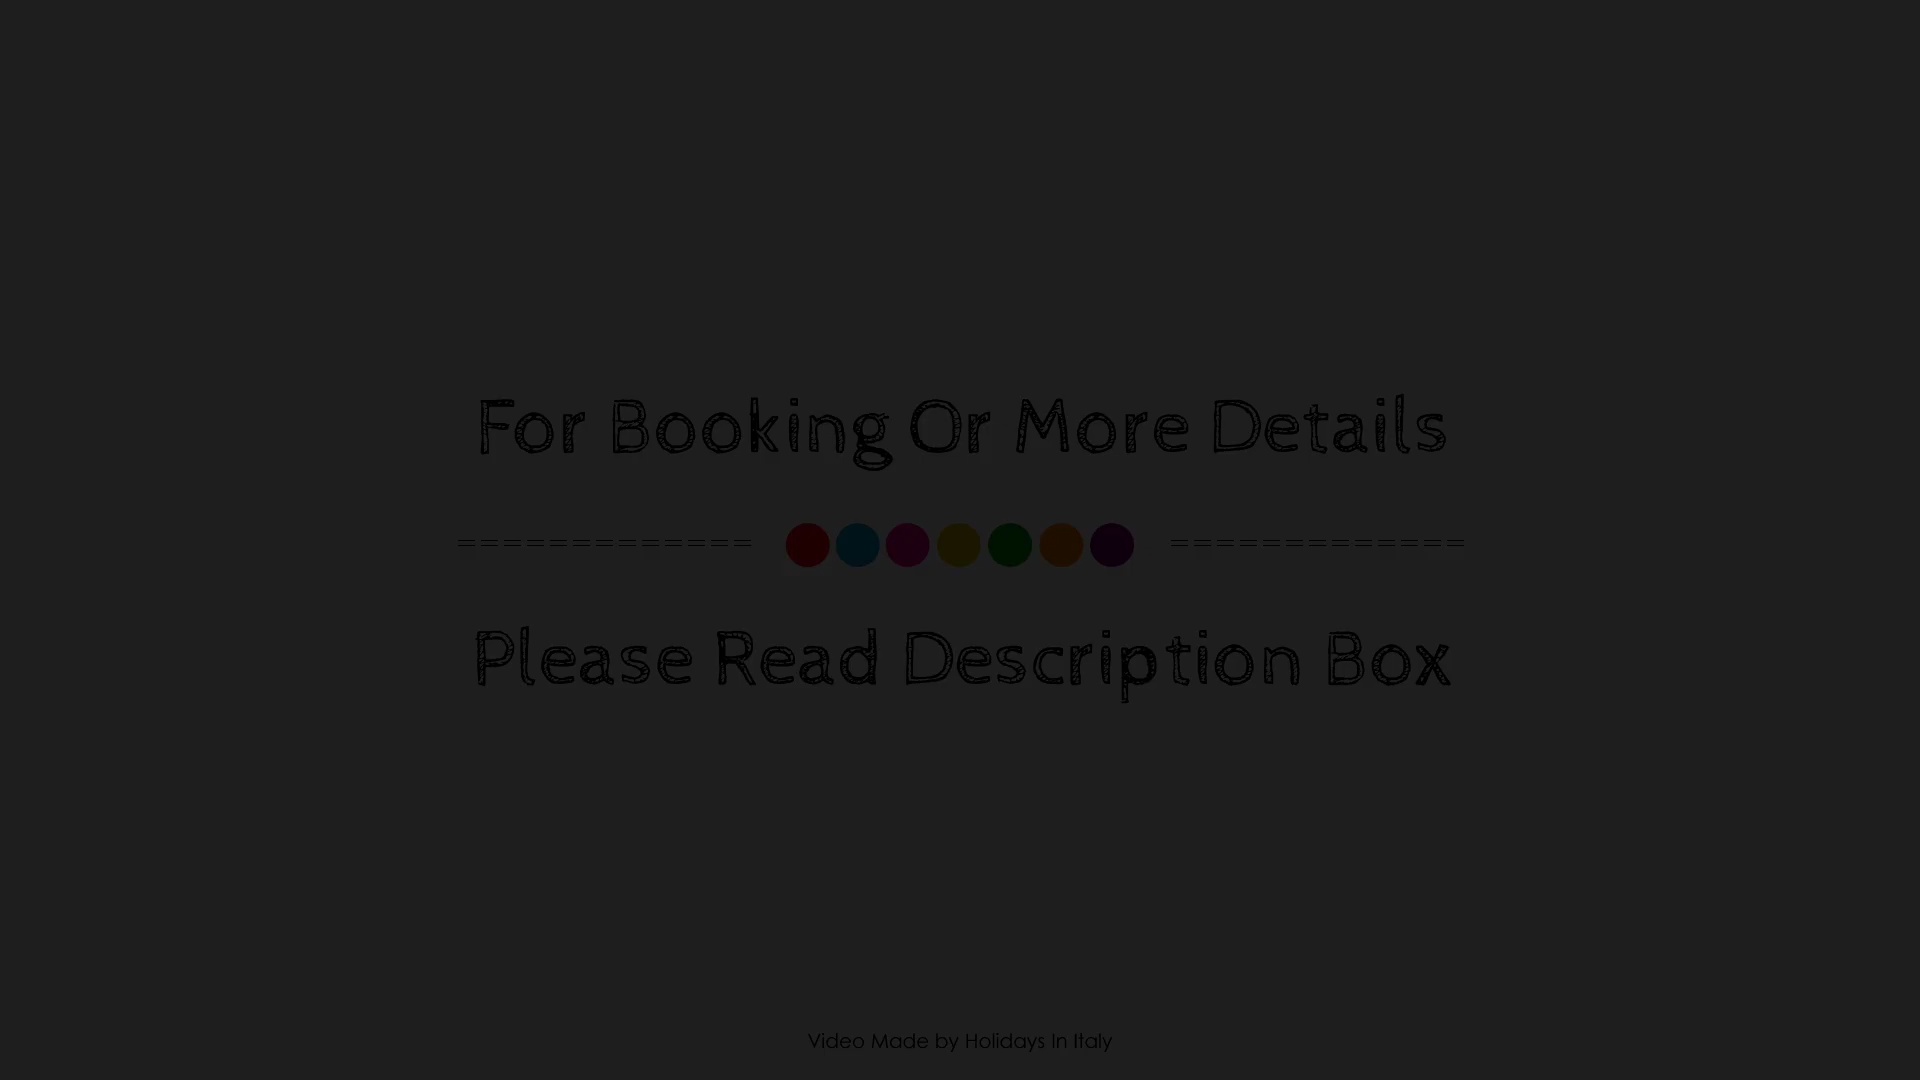 For Booking Or More Details
============= =============
Please Read Description Box
Video Made by Holidays In Italy